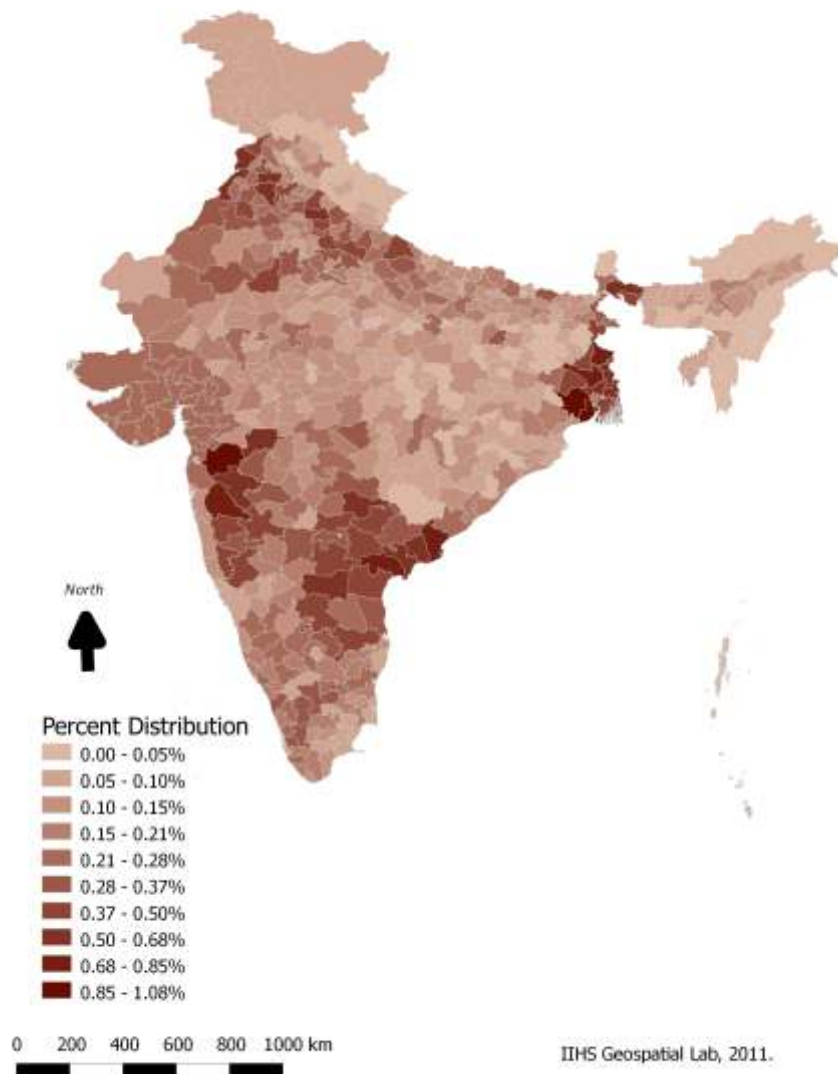 North
Percent Distribution
0.00 - 0.05%
0.05 - 0.10%
0.10 - 0.15%
0.15 - 0.21%
0.21 - 0.28%
0.28 - 0.37%
0.37 - 0.50%
0.50 - 0.68%
0.68 - 0.85%
0.85 - 1.08%
0 200 400 600 800 1000 km
IIHS Geospatial Lab, 2011.